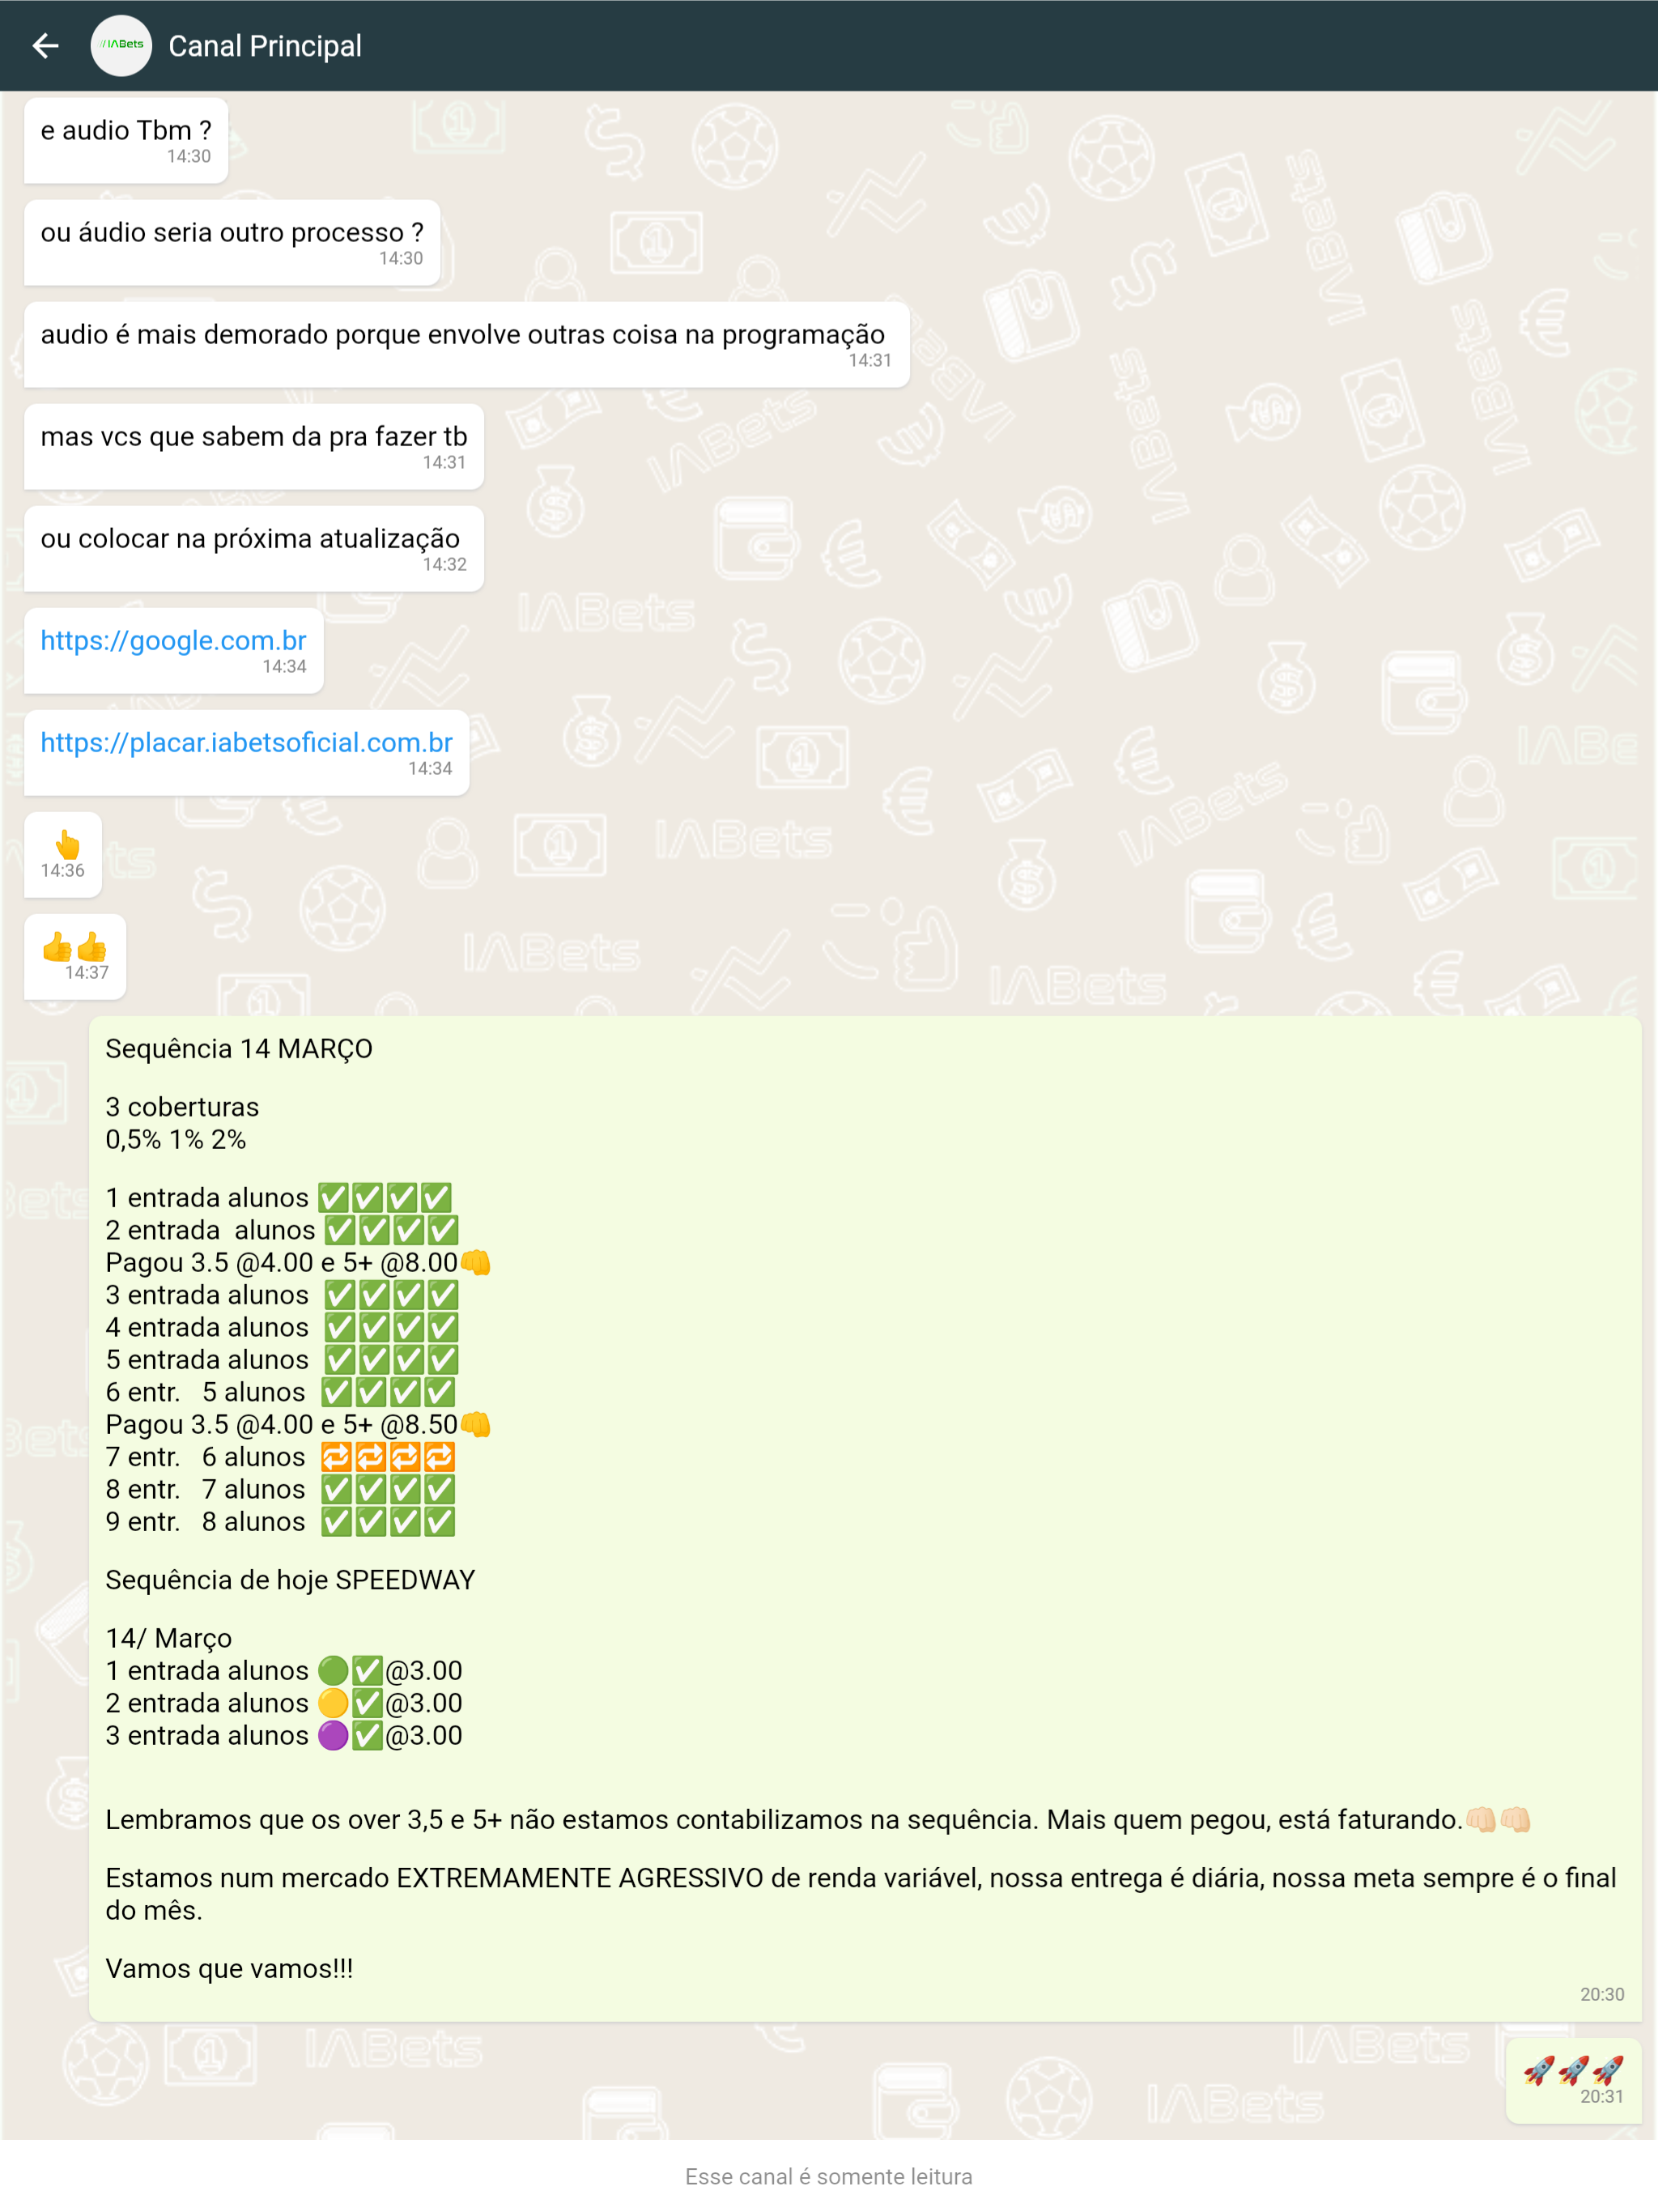 IABets
Canal Principal
e audio Tbm ?
14:30
ou áudio seria outro processo ?
14:30
audio é mais demorado porque envolve outras coisa na programação
14:31
mas vcs que sabem da pra fazer tb
14:31
ou colocar na próxima atualização
14:32
https://google.com.br
14:34
https://placar.iabetsoficial.com.br
14:34
👆
14:36
👍👍
14:37
Sequência 14 MARÇO
3 coberturas
0,5% 1% 2%
1 entrada alunos ✅✅✅✅
2 entrada  alunos ✅✅✅✅
Pagou 3.5 @4.00 e 5+ @8.00👊
3 entrada alunos  ✅✅✅✅
4 entrada alunos  ✅✅✅✅
5 entrada alunos  ✅✅✅✅
6 entr.   5 alunos  ✅✅✅✅
Pagou 3.5 @4.00 e 5+ @8.50👊
7 entr.   6 alunos  🔁🔁🔁🔁
8 entr.   7 alunos  ✅✅✅✅
9 entr.   8 alunos  ✅✅✅✅
Sequência de hoje SPEEDWAY
14/ Março
1 entrada alunos 🟢✅@3.00
2 entrada alunos 🟡✅@3.00
3 entrada alunos 🟣✅@3.00
Lembramos que os over 3,5 e 5+ não estamos contabilizamos na sequência. Mais quem pegou, está faturando.👊🏻👊🏻
Estamos num mercado EXTREMAMENTE AGRESSIVO de renda variável, nossa entrega é diária, nossa meta sempre é o final
do mês.
Vamos que vamos!!!
20:30
🚀🚀🚀
20:31
Esse canal é somente leitura